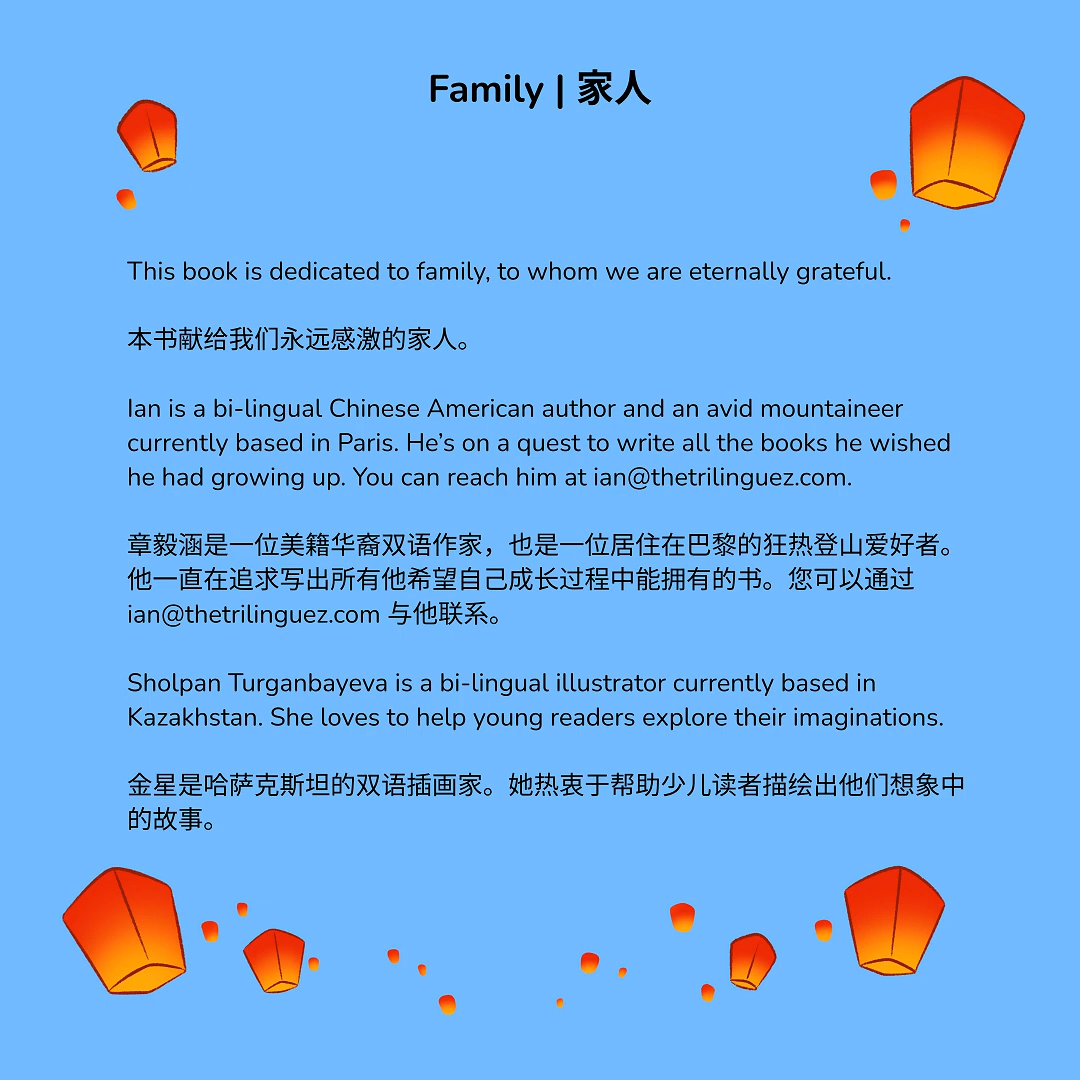 Family | 家人
This book is dedicated to family, to whom we are eternally grateful.
本书献给我们永远感激的家人。
Ian is a bi-lingual Chinese American author and an avid mountaineer
currently based in Paris. He’s on a quest to write all the books he wished
he had growing up. You can reach him at ian@thetrilinguez.com.
章毅涵是一位美籍华裔双语作家，也是一位居住在巴黎的狂热登山爱好者。
他一直在追求写出所有他希望自己成长过程中能拥有的书。您可以通过
ian@thetrilinguez.com 与他联系。
Sholpan Turganbayeva is a bi-lingual illustrator currently based in
Kazakhstan. She loves to help young readers explore their imaginations.
金星是哈萨克斯坦的双语插画家。她热衷于帮助少儿读者描绘出他们想象中
的故事。